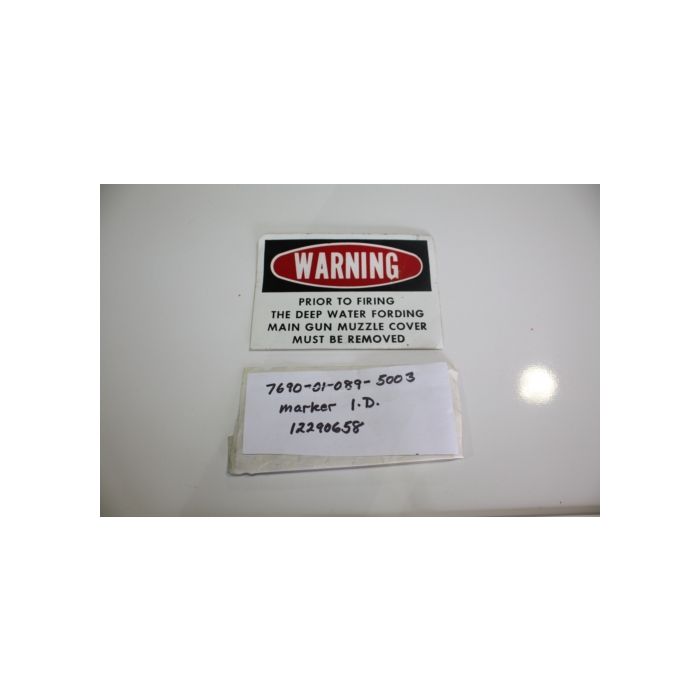 WARNING
PRIOR TO FIRING
THE DEEP WATER FORDING
MAIN GUN MUZZLE COVER
MUST BE REMOVED
7690-01-089-5003
marker I.D.
12290658